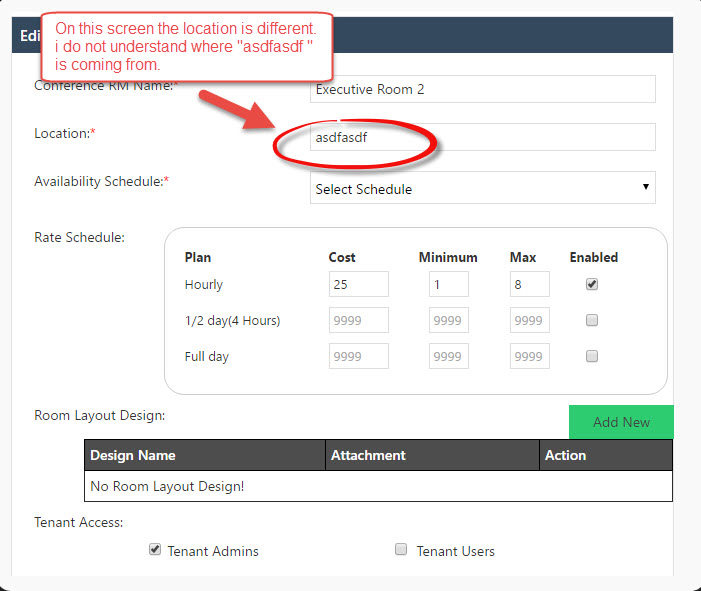 On this screen the location is different.
i do not understand where "asdfasdf "
is coming from.
Conference RM Name:*
Executive Room 2
Location:*
asdfasdf
Availability Schedule:*
Select Schedule
Rate Schedule:
Plan Cost Minimum Max Enabled
Hourly 25 1 8
1/2 day(4 Hours) 9999 9999 9999
Full day 9999 9999 9999
Room Layout Design:
Add New
Design Name Attachment Action
No Room Layout Design!
Tenant Access:
Tenant Admins Tenant Users